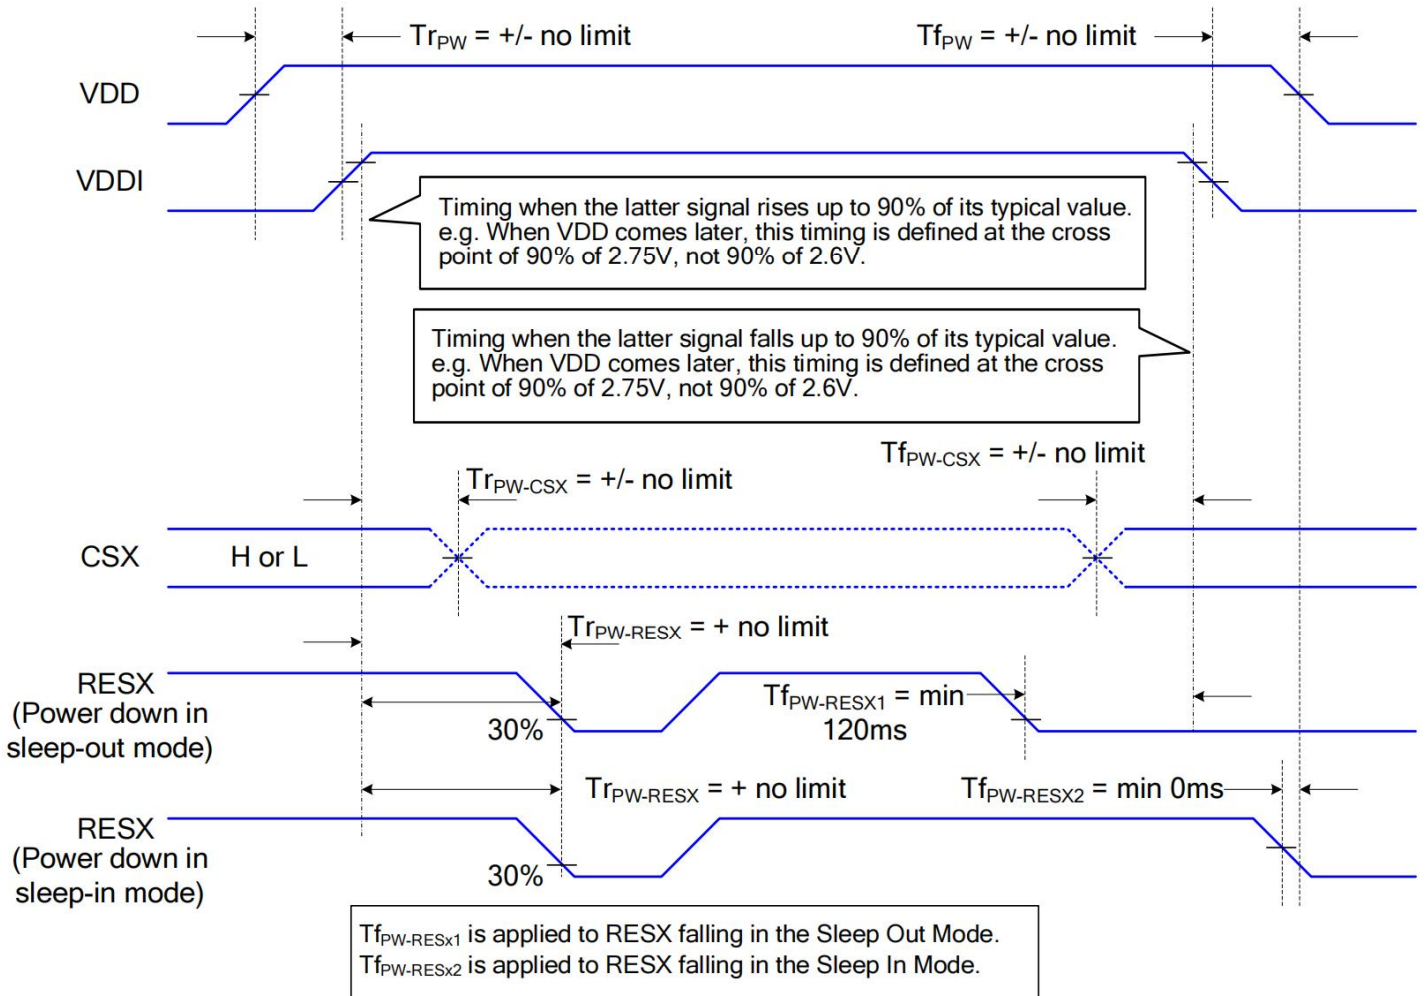 TrPW = +/- no limit
TfPW = +/- no limit
VDD
VDDI
Timing when the latter signal rises up to 90% of its typical value.
e.g. When VDD comes later, this timing is defined at the cross
point of 90% of 2.75V, not 90% of 2.6V.
Timing when the latter signal falls up to 90% of its typical value.
e.g. When VDD comes later, this timing is defined at the cross
point of 90% of 2.75V, not 90% of 2.6V.
TfPW-CSX = +/- no limit
TrPW-CSX = +/- no limit
CSX
H or L
TrPW-RESX = + no limit
RESX
(Power down in
sleep-out mode)
30%
TfPW-RESX1 = min
120ms
TrPW-RESX = + no limit
TfPW-RESX2 = min 0ms
RESX
(Power down in
sleep-in mode)
30%
TfPW-RESx1 is applied to RESX falling in the Sleep Out Mode.
TfPW-RESx2 is applied to RESX falling in the Sleep In Mode.